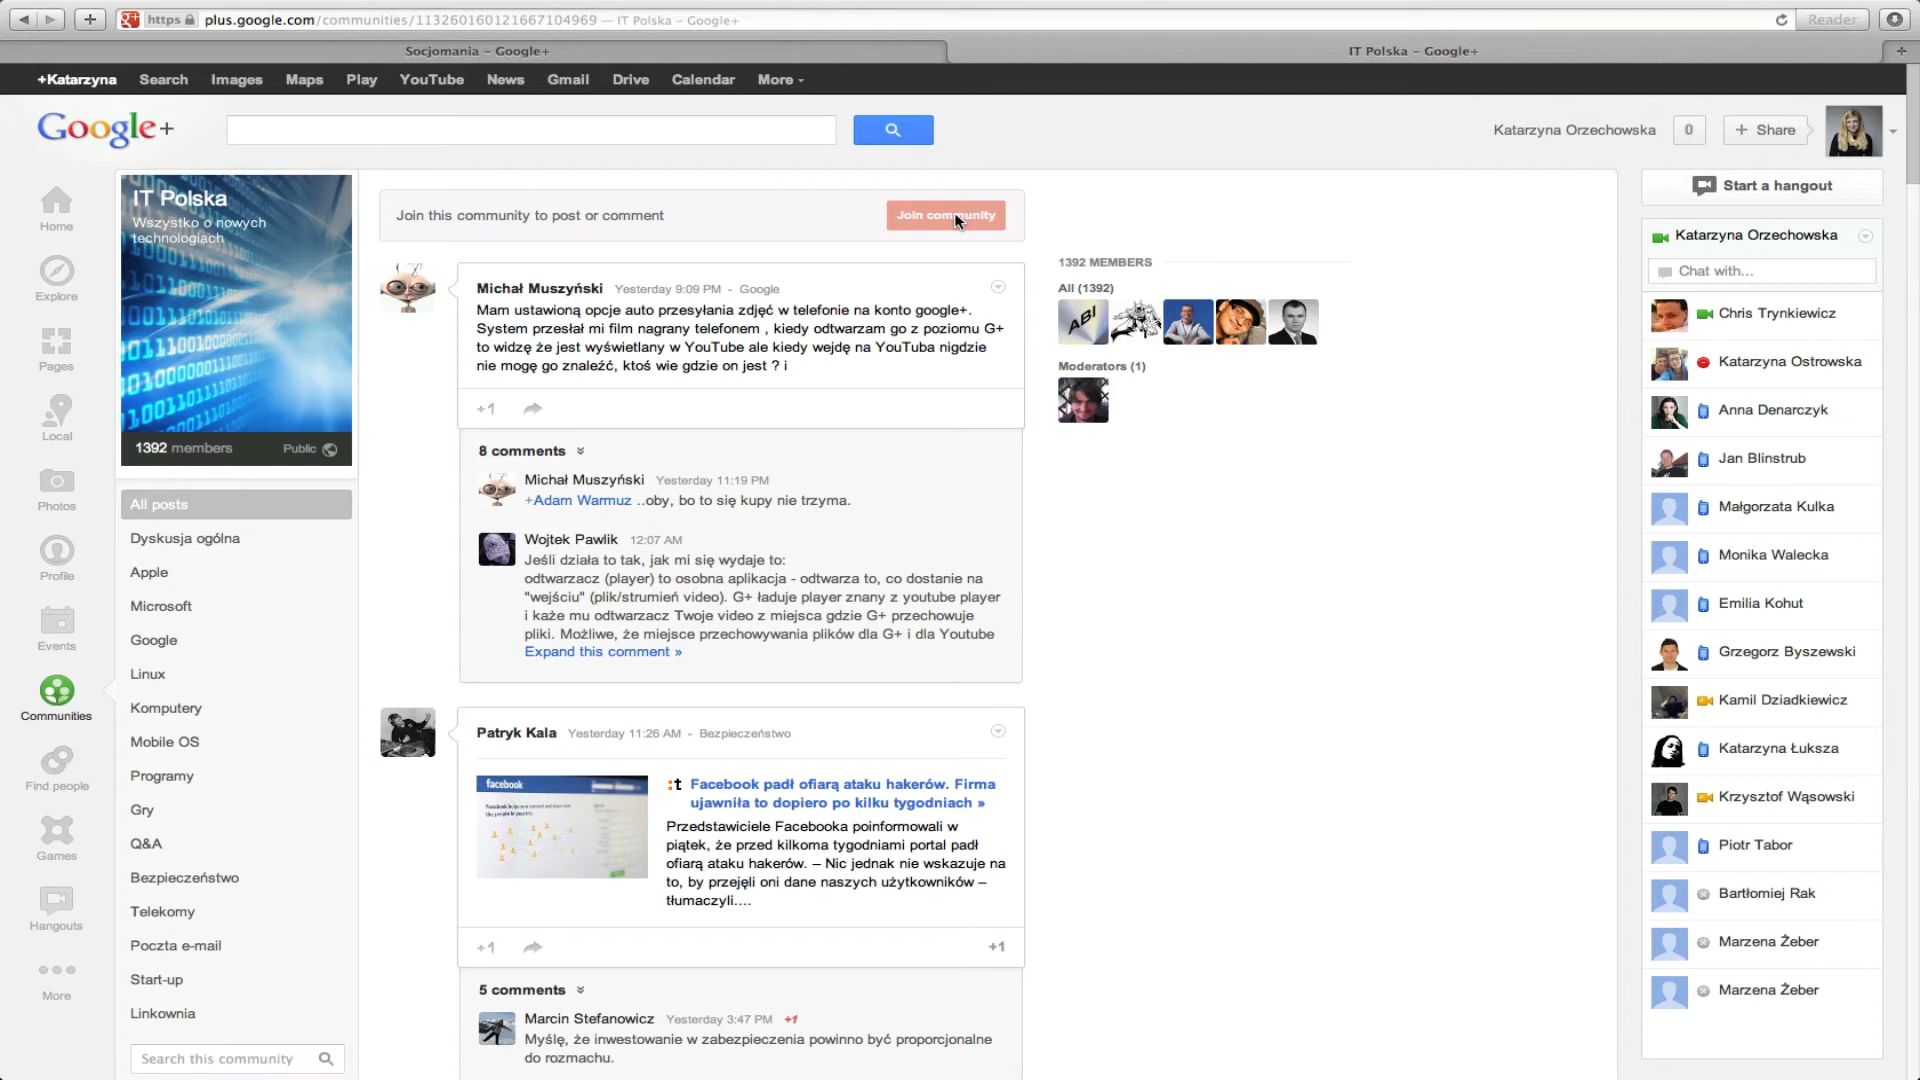 https plus.google.com/communities/113260160121667104969 — IT Polska – Google+
Reader
Socjomania – Google+
IT Polska – Google+
+Katarzyna Search Images Maps Play YouTube News Gmail Drive Calendar More
Google+
Katarzyna Orzechowska 0 + Share
Home
Explore
Pages
Local
Photos
Profile
Events
Communities
Find people
Games
Hangouts
More
IT Polska
Wszystko o nowych
technologiach
1392 members Public
All posts
Dyskusja ogólna
Apple
Microsoft
Google
Linux
Komputery
Mobile OS
Programy
Gry
Q&A
Bezpieczeństwo
Telekomy
Poczta e-mail
Start-up
Linkownia
Search this community
Join this community to post or comment
Join community
Michał Muszyński Yesterday 9:09 PM - Google
Mam ustawioną opcje auto przesyłania zdjęć w telefonie na konto google+.
System przesłał mi film nagrany telefonem , kiedy odtwarzam go z poziomu G+
to widzę że jest wyświetlany w YouTube ale kiedy wejdę na YouTuba nigdzie
nie mogę go znaleźć, ktoś wie gdzie on jest ? i
+1
8 comments
Michał Muszyński Yesterday 11:19 PM
+Adam Warmuz ..oby, bo to się kupy nie trzyma.
Wojtek Pawlik 12:07 AM
Jeśli działa to tak, jak mi się wydaje to:
odtwarzacz (player) to osobna aplikacja - odtwarza to, co dostanie na
"wejściu" (plik/strumień video). G+ ładuje player znany z youtube player
i każe mu odtwarzacz Twoje video z miejsca gdzie G+ przechowuje
pliki. Możliwe, że miejsce przechowywania plików dla G+ i dla Youtube
Expand this comment »
Patryk Kala Yesterday 11:26 AM - Bezpieczeństwo
facebook
:t Facebook padł ofiarą ataku hakerów. Firma
ujawniła to dopiero po kilku tygodniach »
Przedstawiciele Facebooka poinformowali w
piątek, że przed kilkoma tygodniami portal padł
ofiarą ataku hakerów. – Nic jednak nie wskazuje na
to, by przejęli oni dane naszych użytkowników –
tłumaczyli....
+1 +1
5 comments
Marcin Stefanowicz Yesterday 3:47 PM +1
Myślę, że inwestowanie w zabezpieczenia powinno być proporcjonalne
do rozmachu.
1392 MEMBERS
All (1392)
ABI
Moderators (1)
Start a hangout
Katarzyna Orzechowska
Chat with...
Chris Trynkiewicz
Katarzyna Ostrowska
Anna Denarczyk
Jan Blinstrub
Małgorzata Kulka
Monika Walecka
Emilia Kohut
Grzegorz Byszewski
Kamil Dziadkiewicz
Katarzyna Łuksza
Krzysztof Wąsowski
Piotr Tabor
Bartłomiej Rak
Marzena Żeber
Marzena Żeber